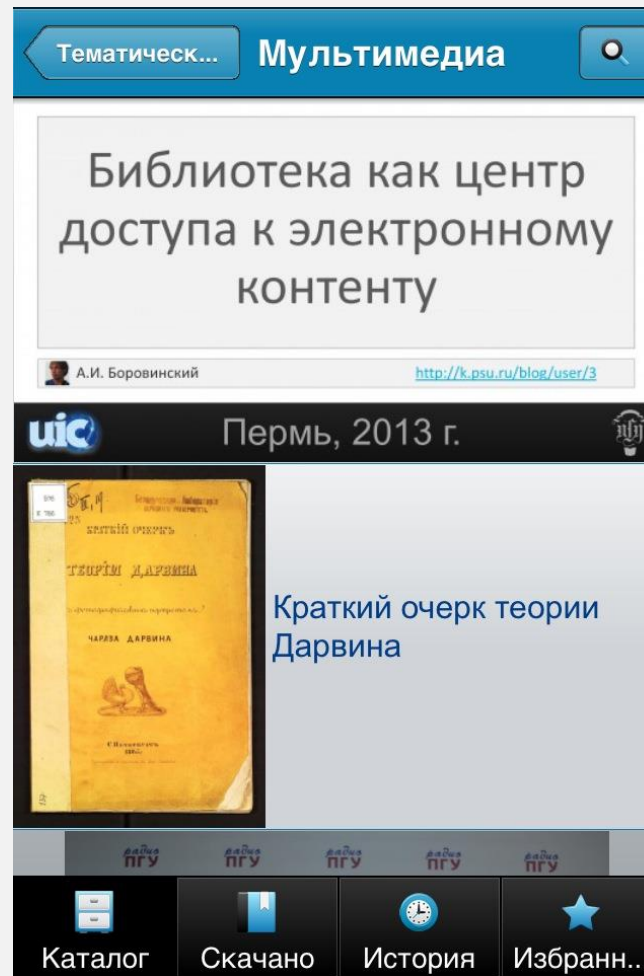 Тематическ...
Мультимедиа
Библиотека как центр
доступа к электронному
контенту
А.И. Боровинский
http://k.psu.ru/blog/user/3
uic
Пермь, 2013 г.
КРАТКІЙ ОЧЕРКЪ
ТЕОРІИ ДАРВИНА
ЧАРЛЗА ДАРВИНА
Краткий очерк теории
Дарвина
радио радио радио радио радио
ПГУ ПГУ ПГУ ПГУ ПГУ
Каталог
Скачано
История
Избранн..